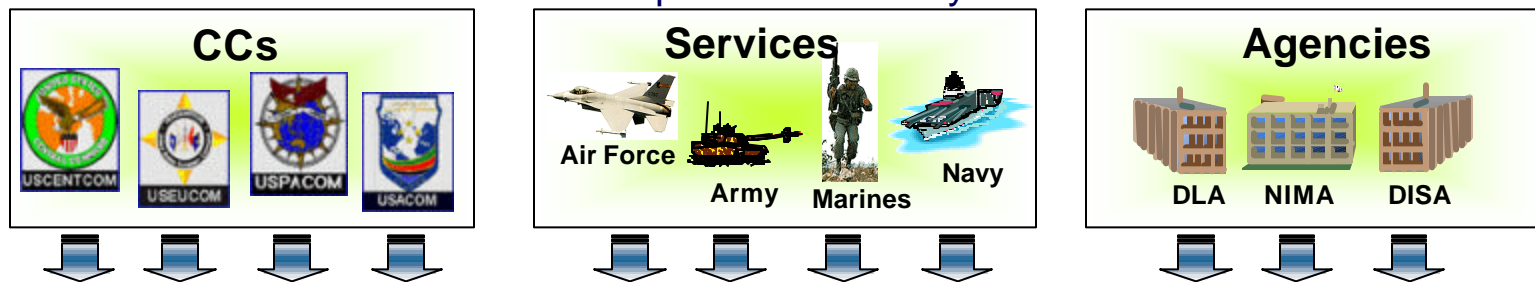 CCs
USCENTCOM
USEUCOM
USPACOM
USACOM
Services
Air Force
Army
Marines
Navy
Agencies
DLA
NIMA
DISA